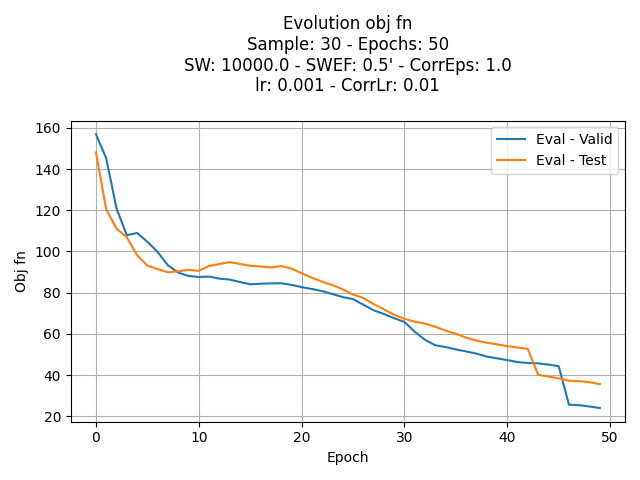 Evolution obj fn
Sample: 30 - Epochs: 50
SW: 10000.0 - SWEF: 0.5' - CorrEps: 1.0
lr: 0.001 - CorrLr: 0.01
Eval - Valid
Eval - Test
Obj fn
160
140
120
100
80
60
40
20
0 10 20 30 40 50
Epoch